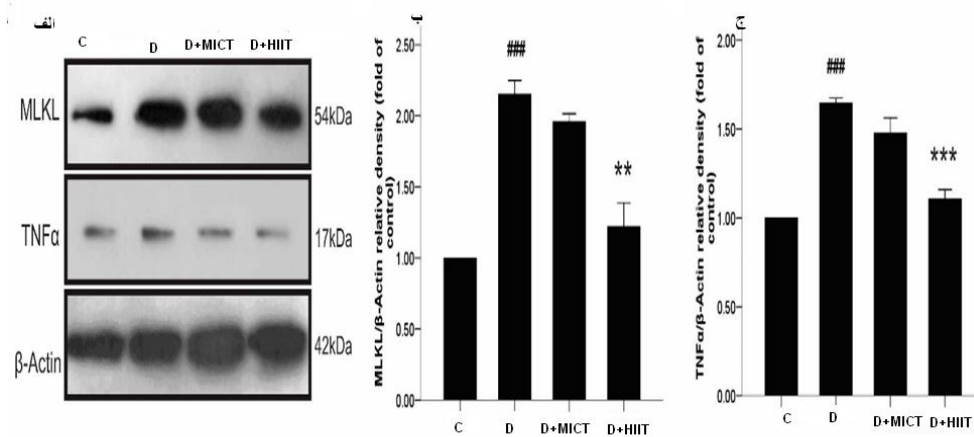 الف
C D D+MICT D+HIIT
MLKL 54kDa
TNFα 17kDa
β-Actin 42kDa
ب
MLKL/β-Actin relative density (fold of
control)
2.50
2.00
1.50
1.00
0.50
0.00
###
**
C D D+MICT D+HIIT
ج
TNFα/β-Actin relative density (fold of
control)
2.00
1.50
1.00
0.50
0.00
###
***
C D D+MICT D+HIIT